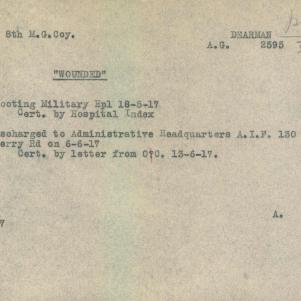 8th M.G.Coy. DEARMAN
A.G. 2595
"WOUNDED"
ooting Military Hpl 18-5-17
Cert. by Hospital Index
scharged to Administrative Headquarters A.I.F. 130
erry Rd on 6-6-17
Cert. by letter from O/C. 13-6-17.
A.
7